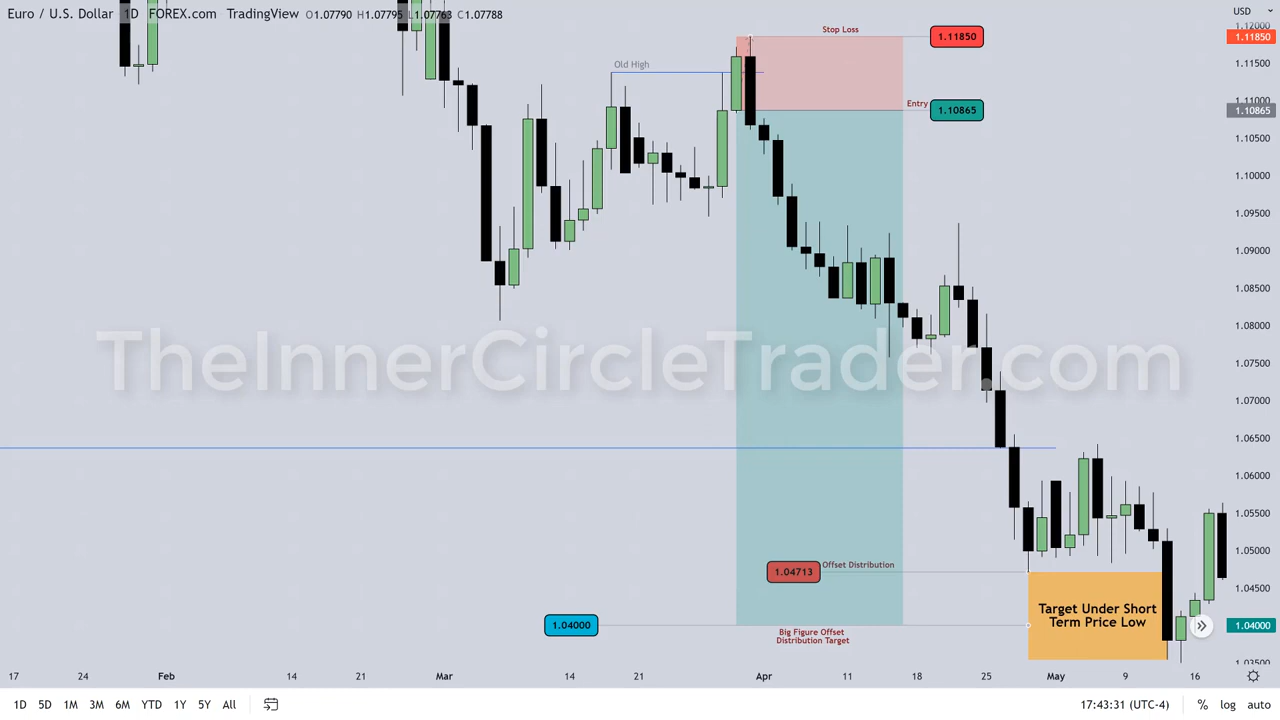 Euro / U.S. Dollar 1D FOREX.com TradingView O1.07790 H1.07795 L1.07763 C1.07788
USD
1.12000
Stop Loss
1.11850
1.11850
Old High
1.11500
1.11000
Entry
1.10865
1.10865
1.10500
1.10000
1.09500
1.09000
1.08500
1.08000
TheInnerCircleTrader.com
1.07500
1.07000
1.06500
1.06000
1.05500
1.05000
1.04713
Offset Distribution
1.04500
Target Under Short
Term Price Low
1.04000
1.04000
Big Figure Offset
Distribution Target
1.03500
17 24 Feb 14 21 Mar 14 21 Apr 11 18 25 May 9 16
1D 5D 1M 3M 6M YTD 1Y 5Y All
17:43:31 (UTC-4) % log auto